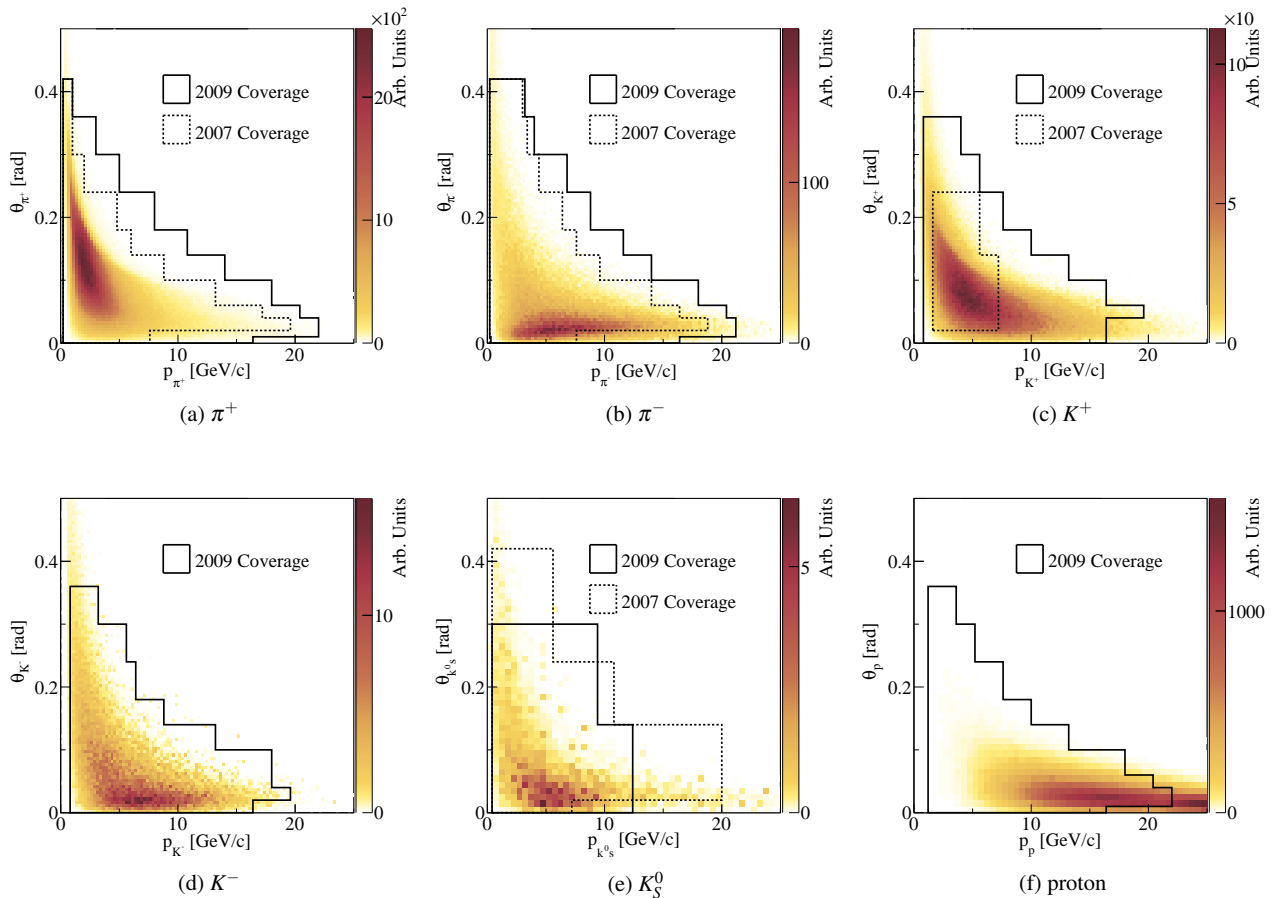 ×10²
Arb. Units
20
10
0
0.4
0.2
0
θπ+ [rad]
2009 Coverage
2007 Coverage
0 10 20
pπ+ [GeV/c]
(a) π⁺
Arb. Units
100
0
0.4
0.2
0
θπ- [rad]
2009 Coverage
2007 Coverage
0 10 20
pπ- [GeV/c]
(b) π⁻
×10
Arb. Units
10
5
0
0.4
0.2
0
θK+ [rad]
2009 Coverage
2007 Coverage
0 10 20
pK+ [GeV/c]
(c) K⁺
Arb. Units
10
0
0.4
0.2
0
θK- [rad]
2009 Coverage
0 10 20
pK- [GeV/c]
(d) K⁻
Arb. Units
5
0
0.4
0.2
0
θk⁰s [rad]
2009 Coverage
2007 Coverage
0 10 20
pk⁰s [GeV/c]
(e) K⁰S
Arb. Units
1000
0
0.4
0.2
0
θp [rad]
2009 Coverage
0 10 20
pp [GeV/c]
(f) proton